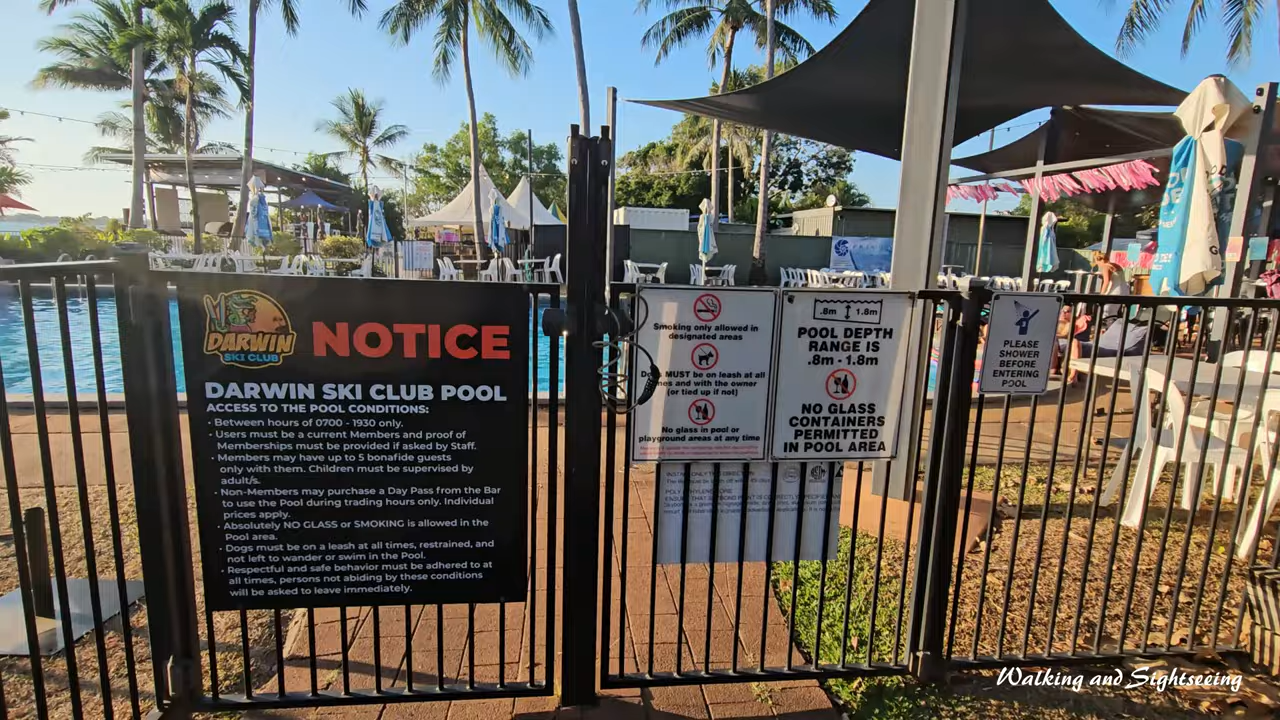 DARWIN
SKI CLUB
NOTICE
DARWIN SKI CLUB POOL
ACCESS TO THE POOL CONDITIONS:
• Between hours of 0700 - 1930 only.
• Users must be a current Members and proof of
Memberships must be provided if asked by Staff.
• Members may have up to 5 bonafide guests
only with them. Children must be supervised by
adult/s.
• Non-Members may purchase a Day Pass from the Bar
to use the Pool during trading hours only. Individual
prices apply.
• Absolutely NO GLASS or SMOKING is allowed in the
Pool area.
• Dogs must be on a leash at all times, restrained, and
not left to wander or swim in the Pool.
• Respectful and safe behavior must be adhered to at
all times, persons not abiding by these conditions
will be asked to leave immediately.
Smoking only allowed in
designated areas
MUST be on leash at all
and with the owner
(or tied up if not)
No glass in pool or
playground areas at any time
.8m 1.8m
POOL DEPTH
RANGE IS
.8m - 1.8m
NO GLASS
CONTAINERS
PERMITTED
IN POOL AREA
PLEASE
SHOWER
BEFORE
ENTERING
POOL
Walking and Sightseeing